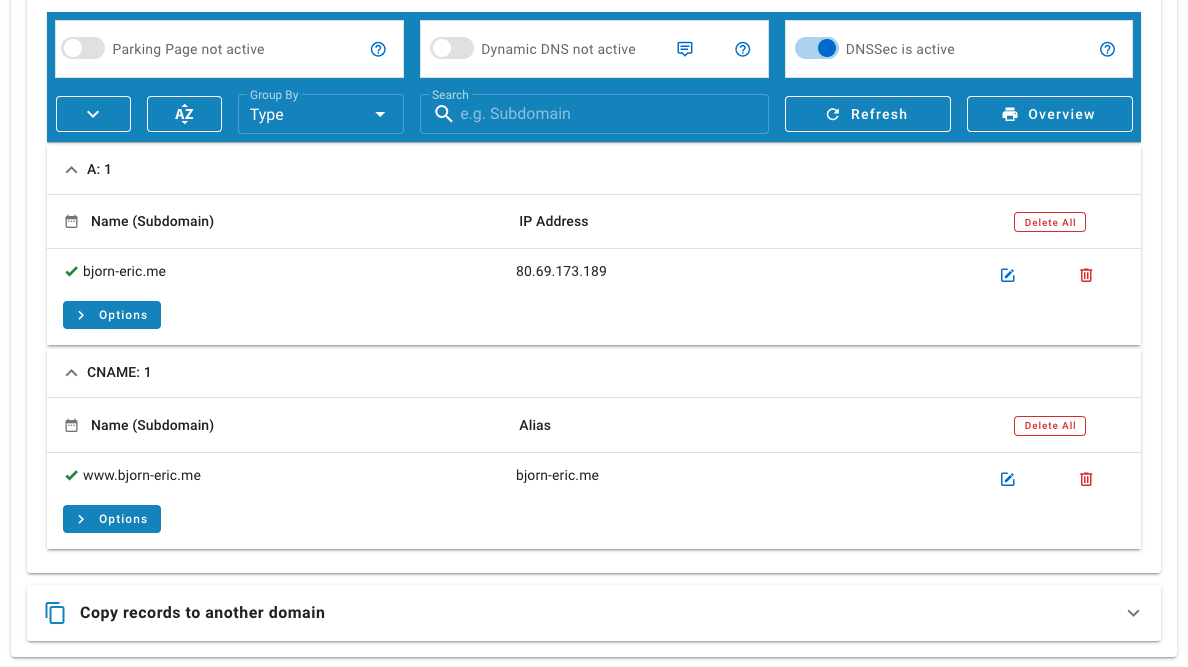 Parking Page not active
Dynamic DNS not active
DNSSec is active
AZ
Group By
Type
Search
e.g. Subdomain
Refresh
Overview
A: 1
Name (Subdomain) IP Address Delete All
bjorn-eric.me 80.69.173.189
Options
CNAME: 1
Name (Subdomain) Alias Delete All
www.bjorn-eric.me bjorn-eric.me
Options
Copy records to another domain